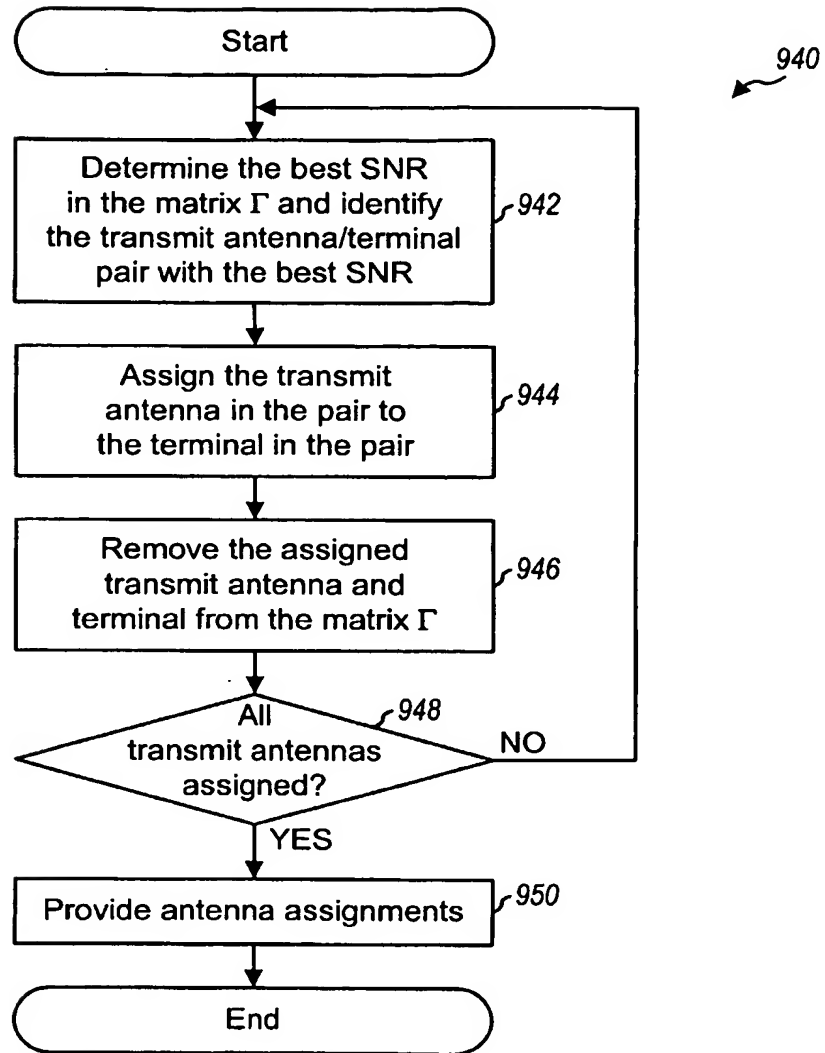 Start
940
Determine the best SNR
in the matrix Γ and identify
the transmit antenna/terminal
pair with the best SNR
942
Assign the transmit
antenna in the pair to
the terminal in the pair
944
Remove the assigned
transmit antenna and
terminal from the matrix Γ
946
All
transmit antennas
assigned?
948
NO
YES
Provide antenna assignments
950
End